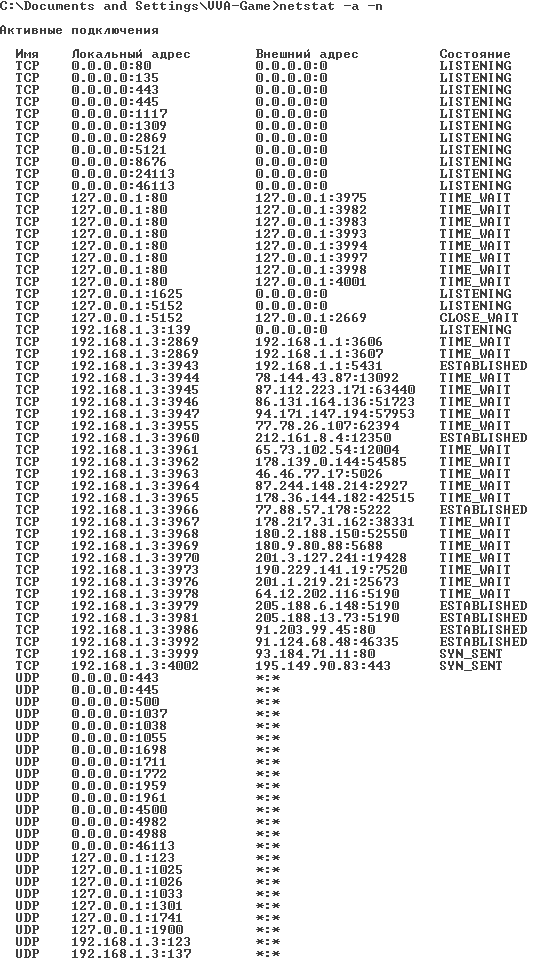 C:\Documents and Settings\VVA-Game>netstat -a -n
Активные подключения
Имя Локальный адрес Внешний адрес Состояние
TCP 0.0.0.0:80 0.0.0.0:0 LISTENING
TCP 0.0.0.0:135 0.0.0.0:0 LISTENING
TCP 0.0.0.0:443 0.0.0.0:0 LISTENING
TCP 0.0.0.0:445 0.0.0.0:0 LISTENING
TCP 0.0.0.0:1117 0.0.0.0:0 LISTENING
TCP 0.0.0.0:1309 0.0.0.0:0 LISTENING
TCP 0.0.0.0:2869 0.0.0.0:0 LISTENING
TCP 0.0.0.0:5121 0.0.0.0:0 LISTENING
TCP 0.0.0.0:8676 0.0.0.0:0 LISTENING
TCP 0.0.0.0:24113 0.0.0.0:0 LISTENING
TCP 0.0.0.0:46113 0.0.0.0:0 LISTENING
TCP 127.0.0.1:80 127.0.0.1:3975 TIME_WAIT
TCP 127.0.0.1:80 127.0.0.1:3982 TIME_WAIT
TCP 127.0.0.1:80 127.0.0.1:3983 TIME_WAIT
TCP 127.0.0.1:80 127.0.0.1:3993 TIME_WAIT
TCP 127.0.0.1:80 127.0.0.1:3994 TIME_WAIT
TCP 127.0.0.1:80 127.0.0.1:3997 TIME_WAIT
TCP 127.0.0.1:80 127.0.0.1:3998 TIME_WAIT
TCP 127.0.0.1:80 127.0.0.1:4001 TIME_WAIT
TCP 127.0.0.1:1625 0.0.0.0:0 LISTENING
TCP 127.0.0.1:5152 0.0.0.0:0 LISTENING
TCP 127.0.0.1:5152 127.0.0.1:2669 CLOSE_WAIT
TCP 192.168.1.3:139 0.0.0.0:0 LISTENING
TCP 192.168.1.3:2869 192.168.1.1:3606 TIME_WAIT
TCP 192.168.1.3:2869 192.168.1.1:3607 TIME_WAIT
TCP 192.168.1.3:3943 192.168.1.1:5431 ESTABLISHED
TCP 192.168.1.3:3944 78.144.43.87:13092 TIME_WAIT
TCP 192.168.1.3:3945 87.112.223.171:63440 TIME_WAIT
TCP 192.168.1.3:3946 86.131.164.136:51723 TIME_WAIT
TCP 192.168.1.3:3947 94.171.147.194:57953 TIME_WAIT
TCP 192.168.1.3:3955 77.78.26.107:62394 TIME_WAIT
TCP 192.168.1.3:3960 212.161.8.4:12350 ESTABLISHED
TCP 192.168.1.3:3961 65.73.102.54:12004 TIME_WAIT
TCP 192.168.1.3:3962 178.139.0.144:54585 TIME_WAIT
TCP 192.168.1.3:3963 46.46.77.17:5026 TIME_WAIT
TCP 192.168.1.3:3964 87.244.148.214:2927 TIME_WAIT
TCP 192.168.1.3:3965 178.36.144.182:42515 TIME_WAIT
TCP 192.168.1.3:3966 77.88.57.178:5222 ESTABLISHED
TCP 192.168.1.3:3967 178.217.31.162:38331 TIME_WAIT
TCP 192.168.1.3:3968 180.2.188.150:52550 TIME_WAIT
TCP 192.168.1.3:3969 180.9.80.88:5688 TIME_WAIT
TCP 192.168.1.3:3970 201.3.127.241:19428 TIME_WAIT
TCP 192.168.1.3:3973 190.229.141.19:7520 TIME_WAIT
TCP 192.168.1.3:3976 201.1.219.21:25673 TIME_WAIT
TCP 192.168.1.3:3978 64.12.202.116:5190 TIME_WAIT
TCP 192.168.1.3:3979 205.188.6.148:5190 ESTABLISHED
TCP 192.168.1.3:3981 205.188.13.73:5190 ESTABLISHED
TCP 192.168.1.3:3986 91.203.99.45:80 ESTABLISHED
TCP 192.168.1.3:3992 91.124.68.48:46335 ESTABLISHED
TCP 192.168.1.3:3999 93.184.71.11:80 SYN_SENT
TCP 192.168.1.3:4002 195.149.90.83:443 SYN_SENT
UDP 0.0.0.0:443 *:*
UDP 0.0.0.0:445 *:*
UDP 0.0.0.0:500 *:*
UDP 0.0.0.0:1037 *:*
UDP 0.0.0.0:1038 *:*
UDP 0.0.0.0:1055 *:*
UDP 0.0.0.0:1698 *:*
UDP 0.0.0.0:1711 *:*
UDP 0.0.0.0:1772 *:*
UDP 0.0.0.0:1959 *:*
UDP 0.0.0.0:1961 *:*
UDP 0.0.0.0:4500 *:*
UDP 0.0.0.0:4982 *:*
UDP 0.0.0.0:4988 *:*
UDP 0.0.0.0:46113 *:*
UDP 127.0.0.1:123 *:*
UDP 127.0.0.1:1025 *:*
UDP 127.0.0.1:1026 *:*
UDP 127.0.0.1:1033 *:*
UDP 127.0.0.1:1301 *:*
UDP 127.0.0.1:1741 *:*
UDP 127.0.0.1:1900 *:*
UDP 192.168.1.3:123 *:*
UDP 192.168.1.3:137 *:*